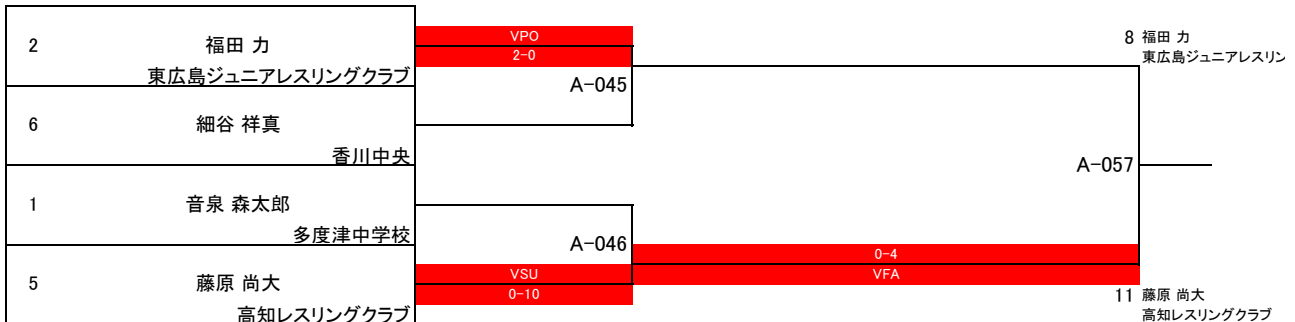 2 福田 力
東広島ジュニアレスリングクラブ
VPO
2-0
A-045
6 細谷 祥真
香川中央
1 音泉 森太郎
多度津中学校
A-046
5 藤原 尚大
高知レスリングクラブ
VSU
0-10
0-4
VFA
A-057
8 福田 力
東広島ジュニアレスリン
11 藤原 尚大
高知レスリングクラブ